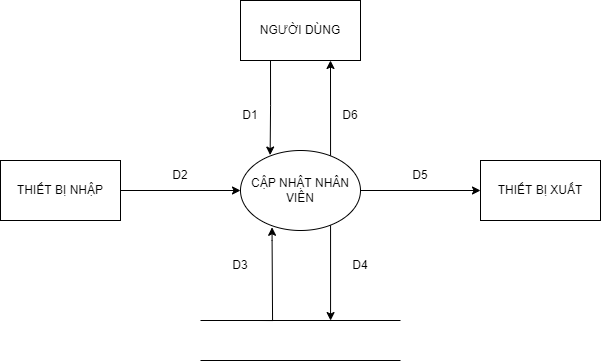 NGƯỜI DÙNG
D1
D6
THIẾT BỊ NHẬP
D2
CẬP NHẬT NHÂN
VIÊN
D5
THIẾT BỊ XUẤT
D3
D4